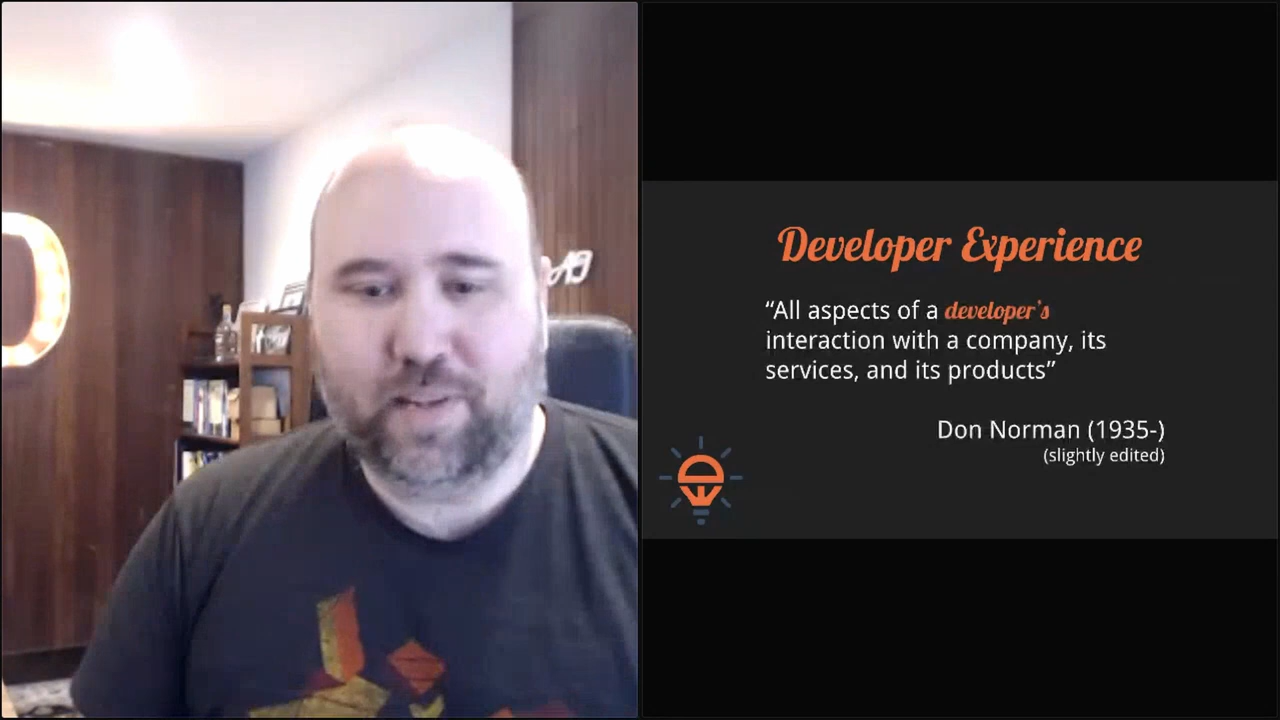 Developer Experience
“All aspects of a developer's
interaction with a company, its
services, and its products”
Don Norman (1935-)
(slightly edited)